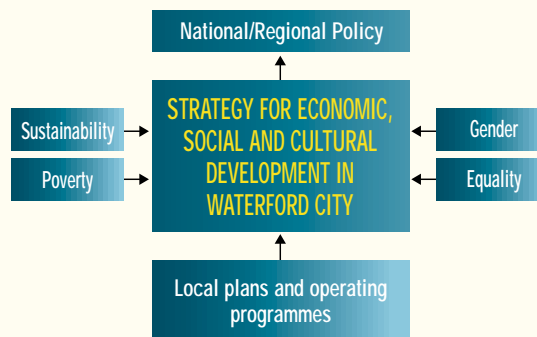 National/Regional Policy
STRATEGY FOR ECONOMIC,
SOCIAL AND CULTURAL
DEVELOPMENT IN
WATERFORD CITY
Sustainability
Poverty
Gender
Equality
Local plans and operating
programmes